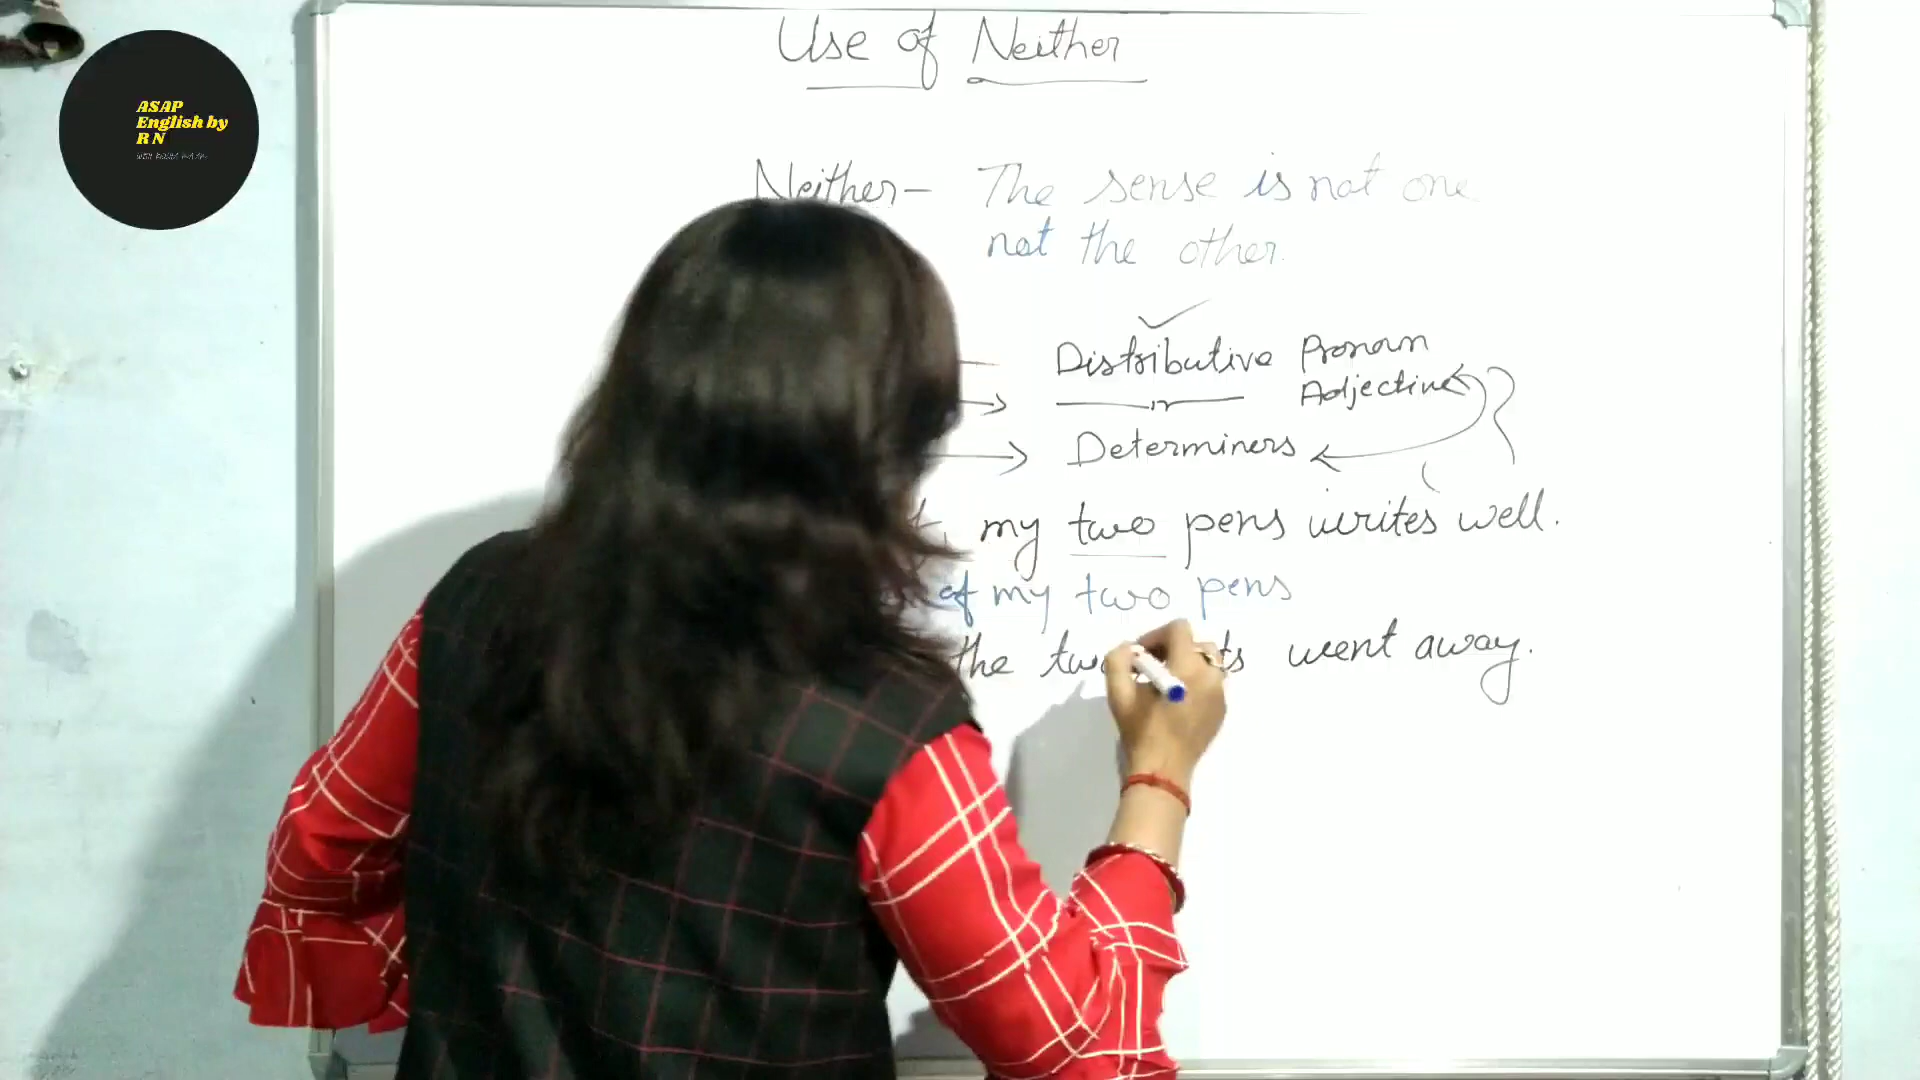 ASAP
English by
R N
Use of Neither
Neither- The sense is not one
not the other.
Distributive Pronoun
Adjective
Determiners
my two pens writes well.
of my two pens
the went away.